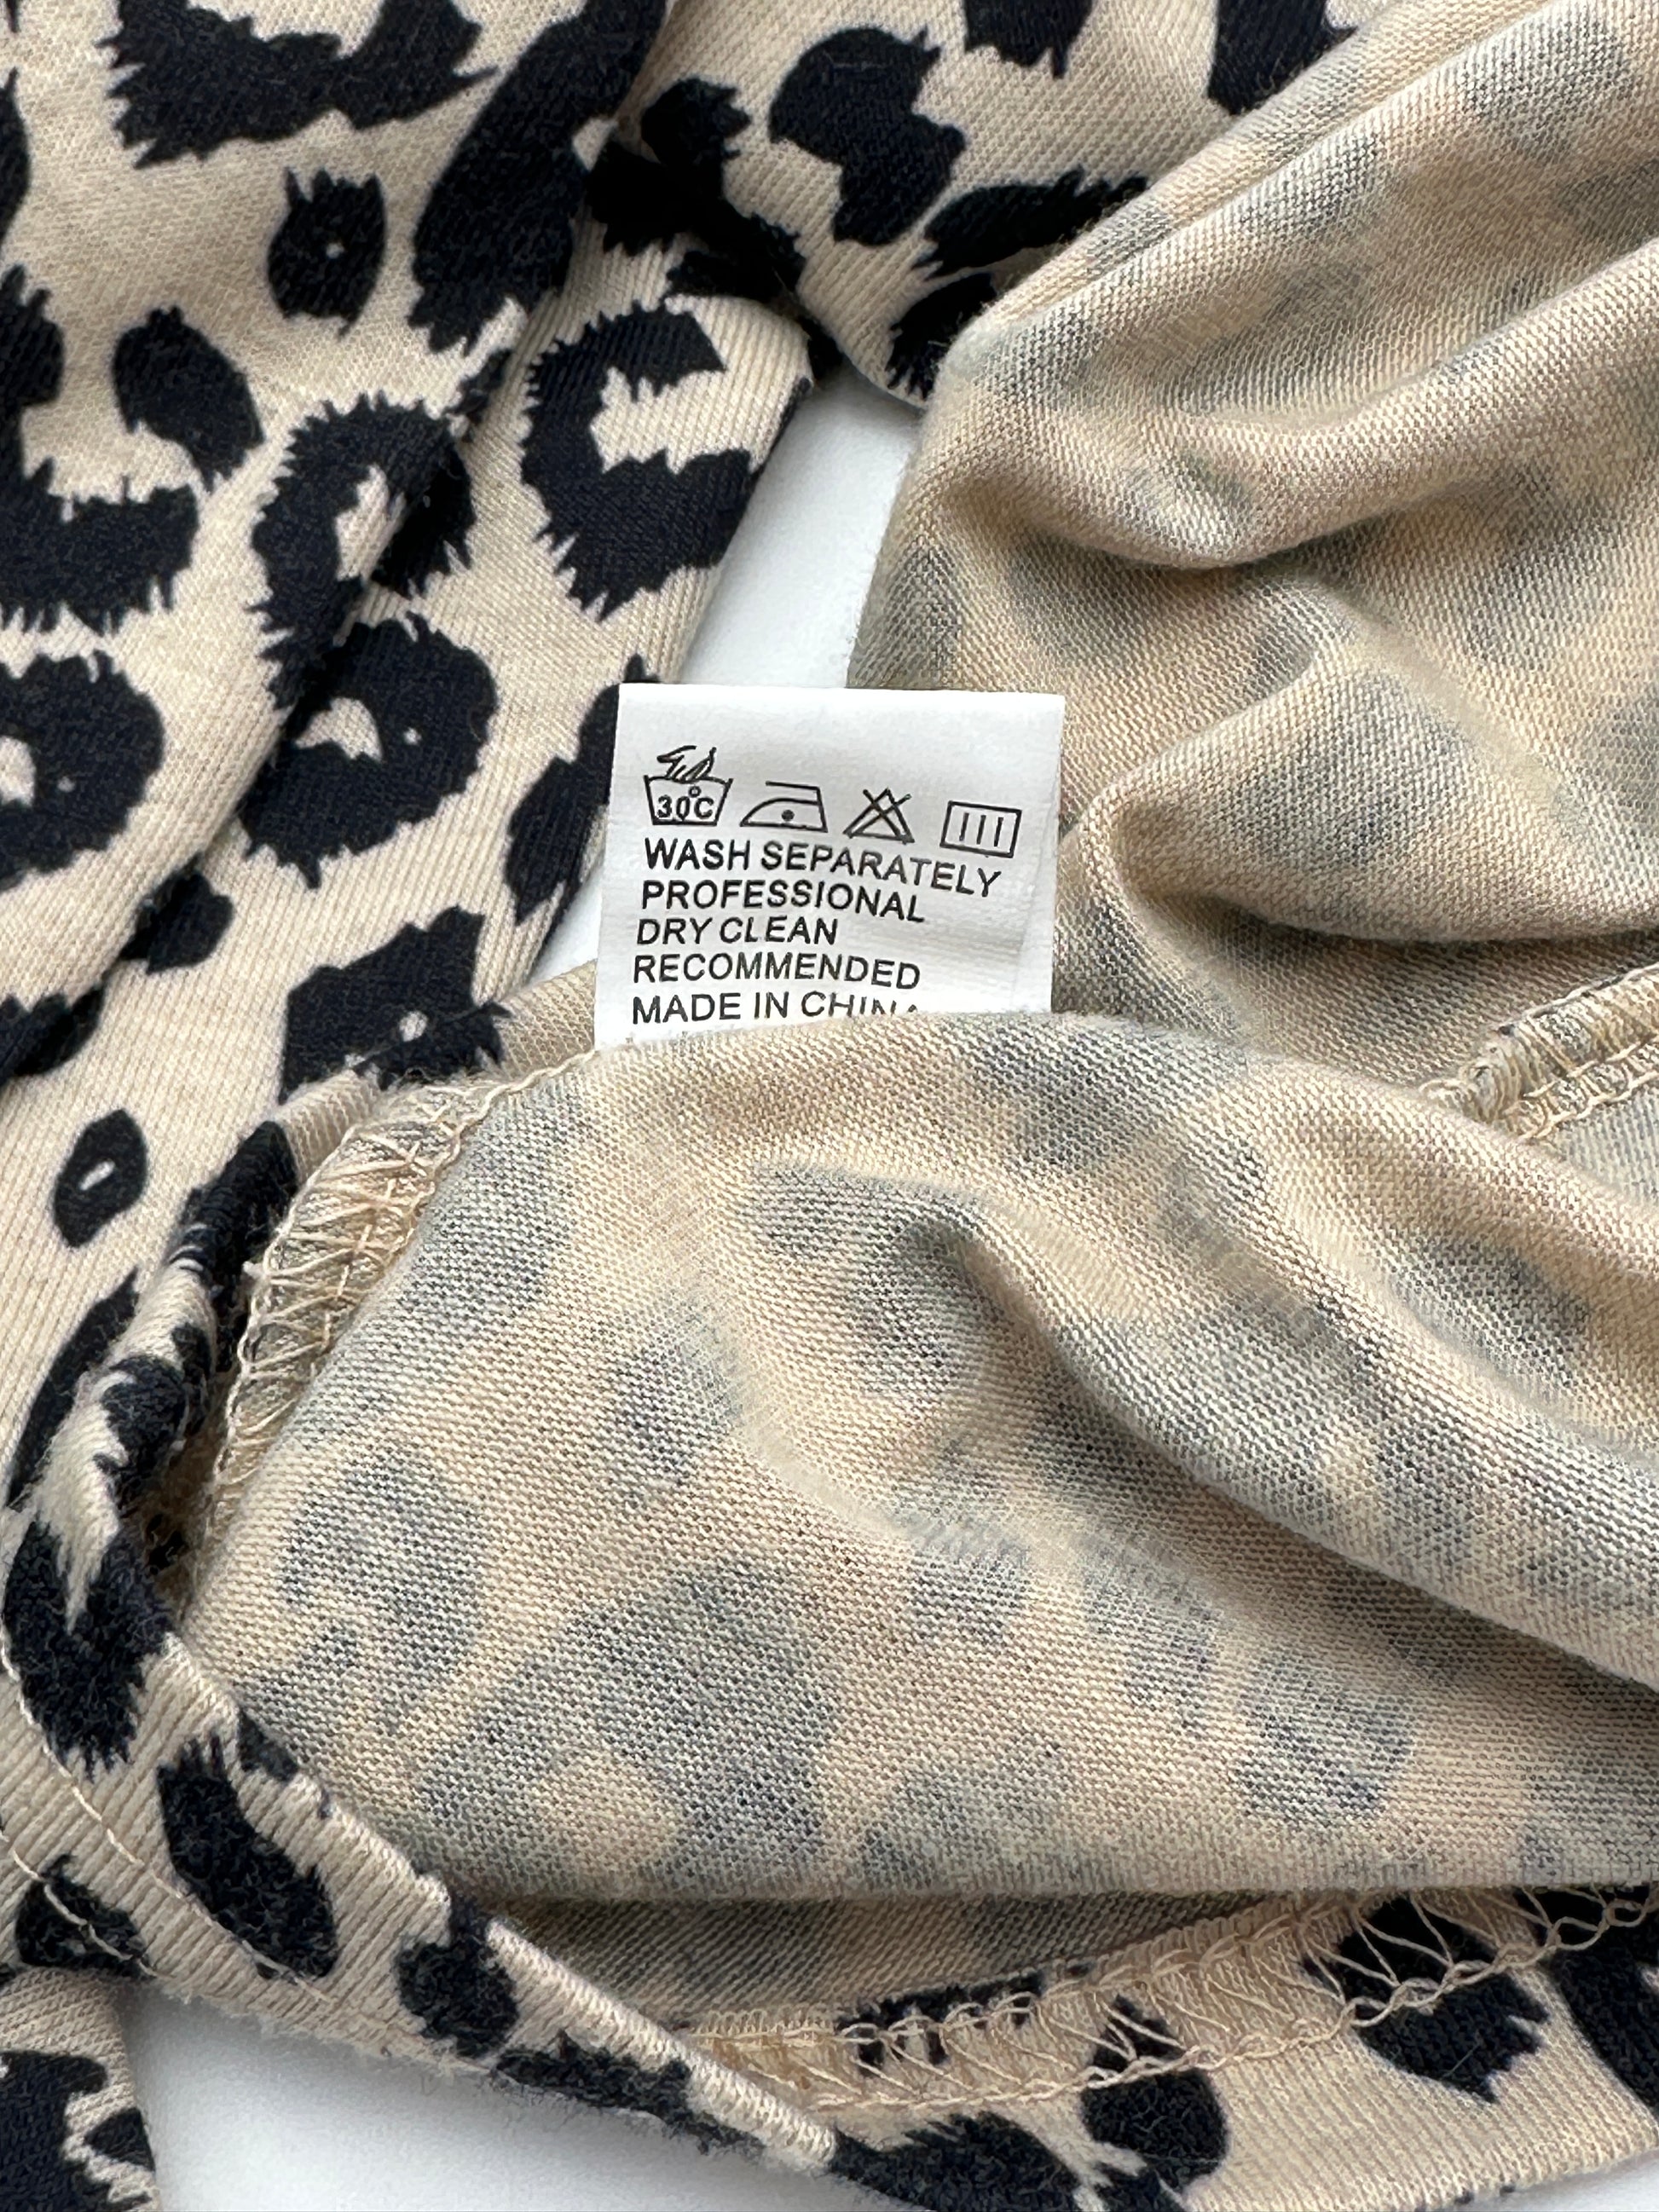 30°C
WASH SEPARATELY
PROFESSIONAL
DRY CLEAN
RECOMMENDED
MADE IN CHINA